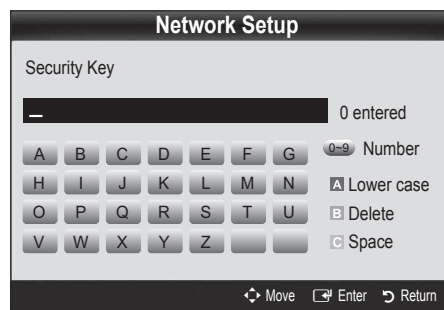 Network Setup
Security Key
_ 0 entered
A B C D E F G 0~9 Number
H I J K L M N A Lower case
O P Q R S T U B Delete
V W X Y Z C Space
Move Enter Return